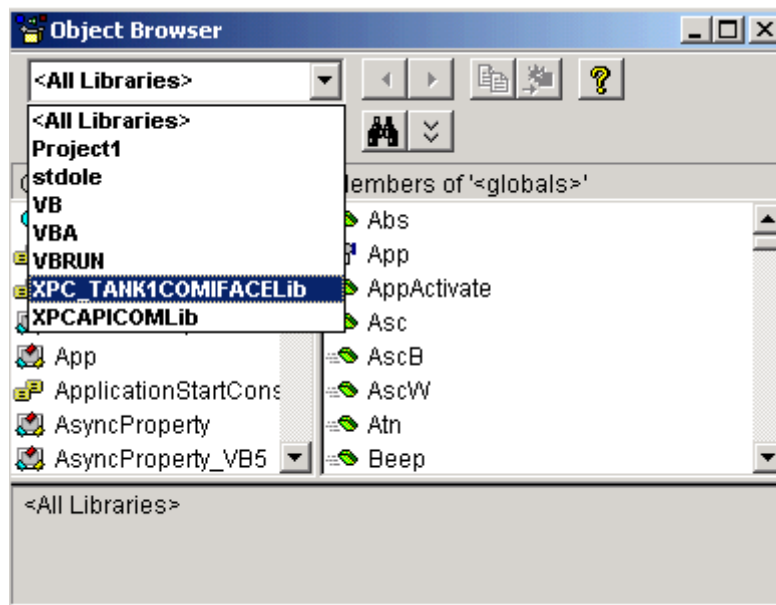 Object Browser
<All Libraries>
<All Libraries>
Project1
stdole
VB
VBA
VBRUN
XPC_TANK1COMIFACELib
XPCAPICOMLib
embers of '<globals>'
Abs
App
AppActivate
Asc
AscB
AscW
Atn
Beep
App
ApplicationStartCons
AsyncProperty
AsyncProperty_VB5
<All Libraries>